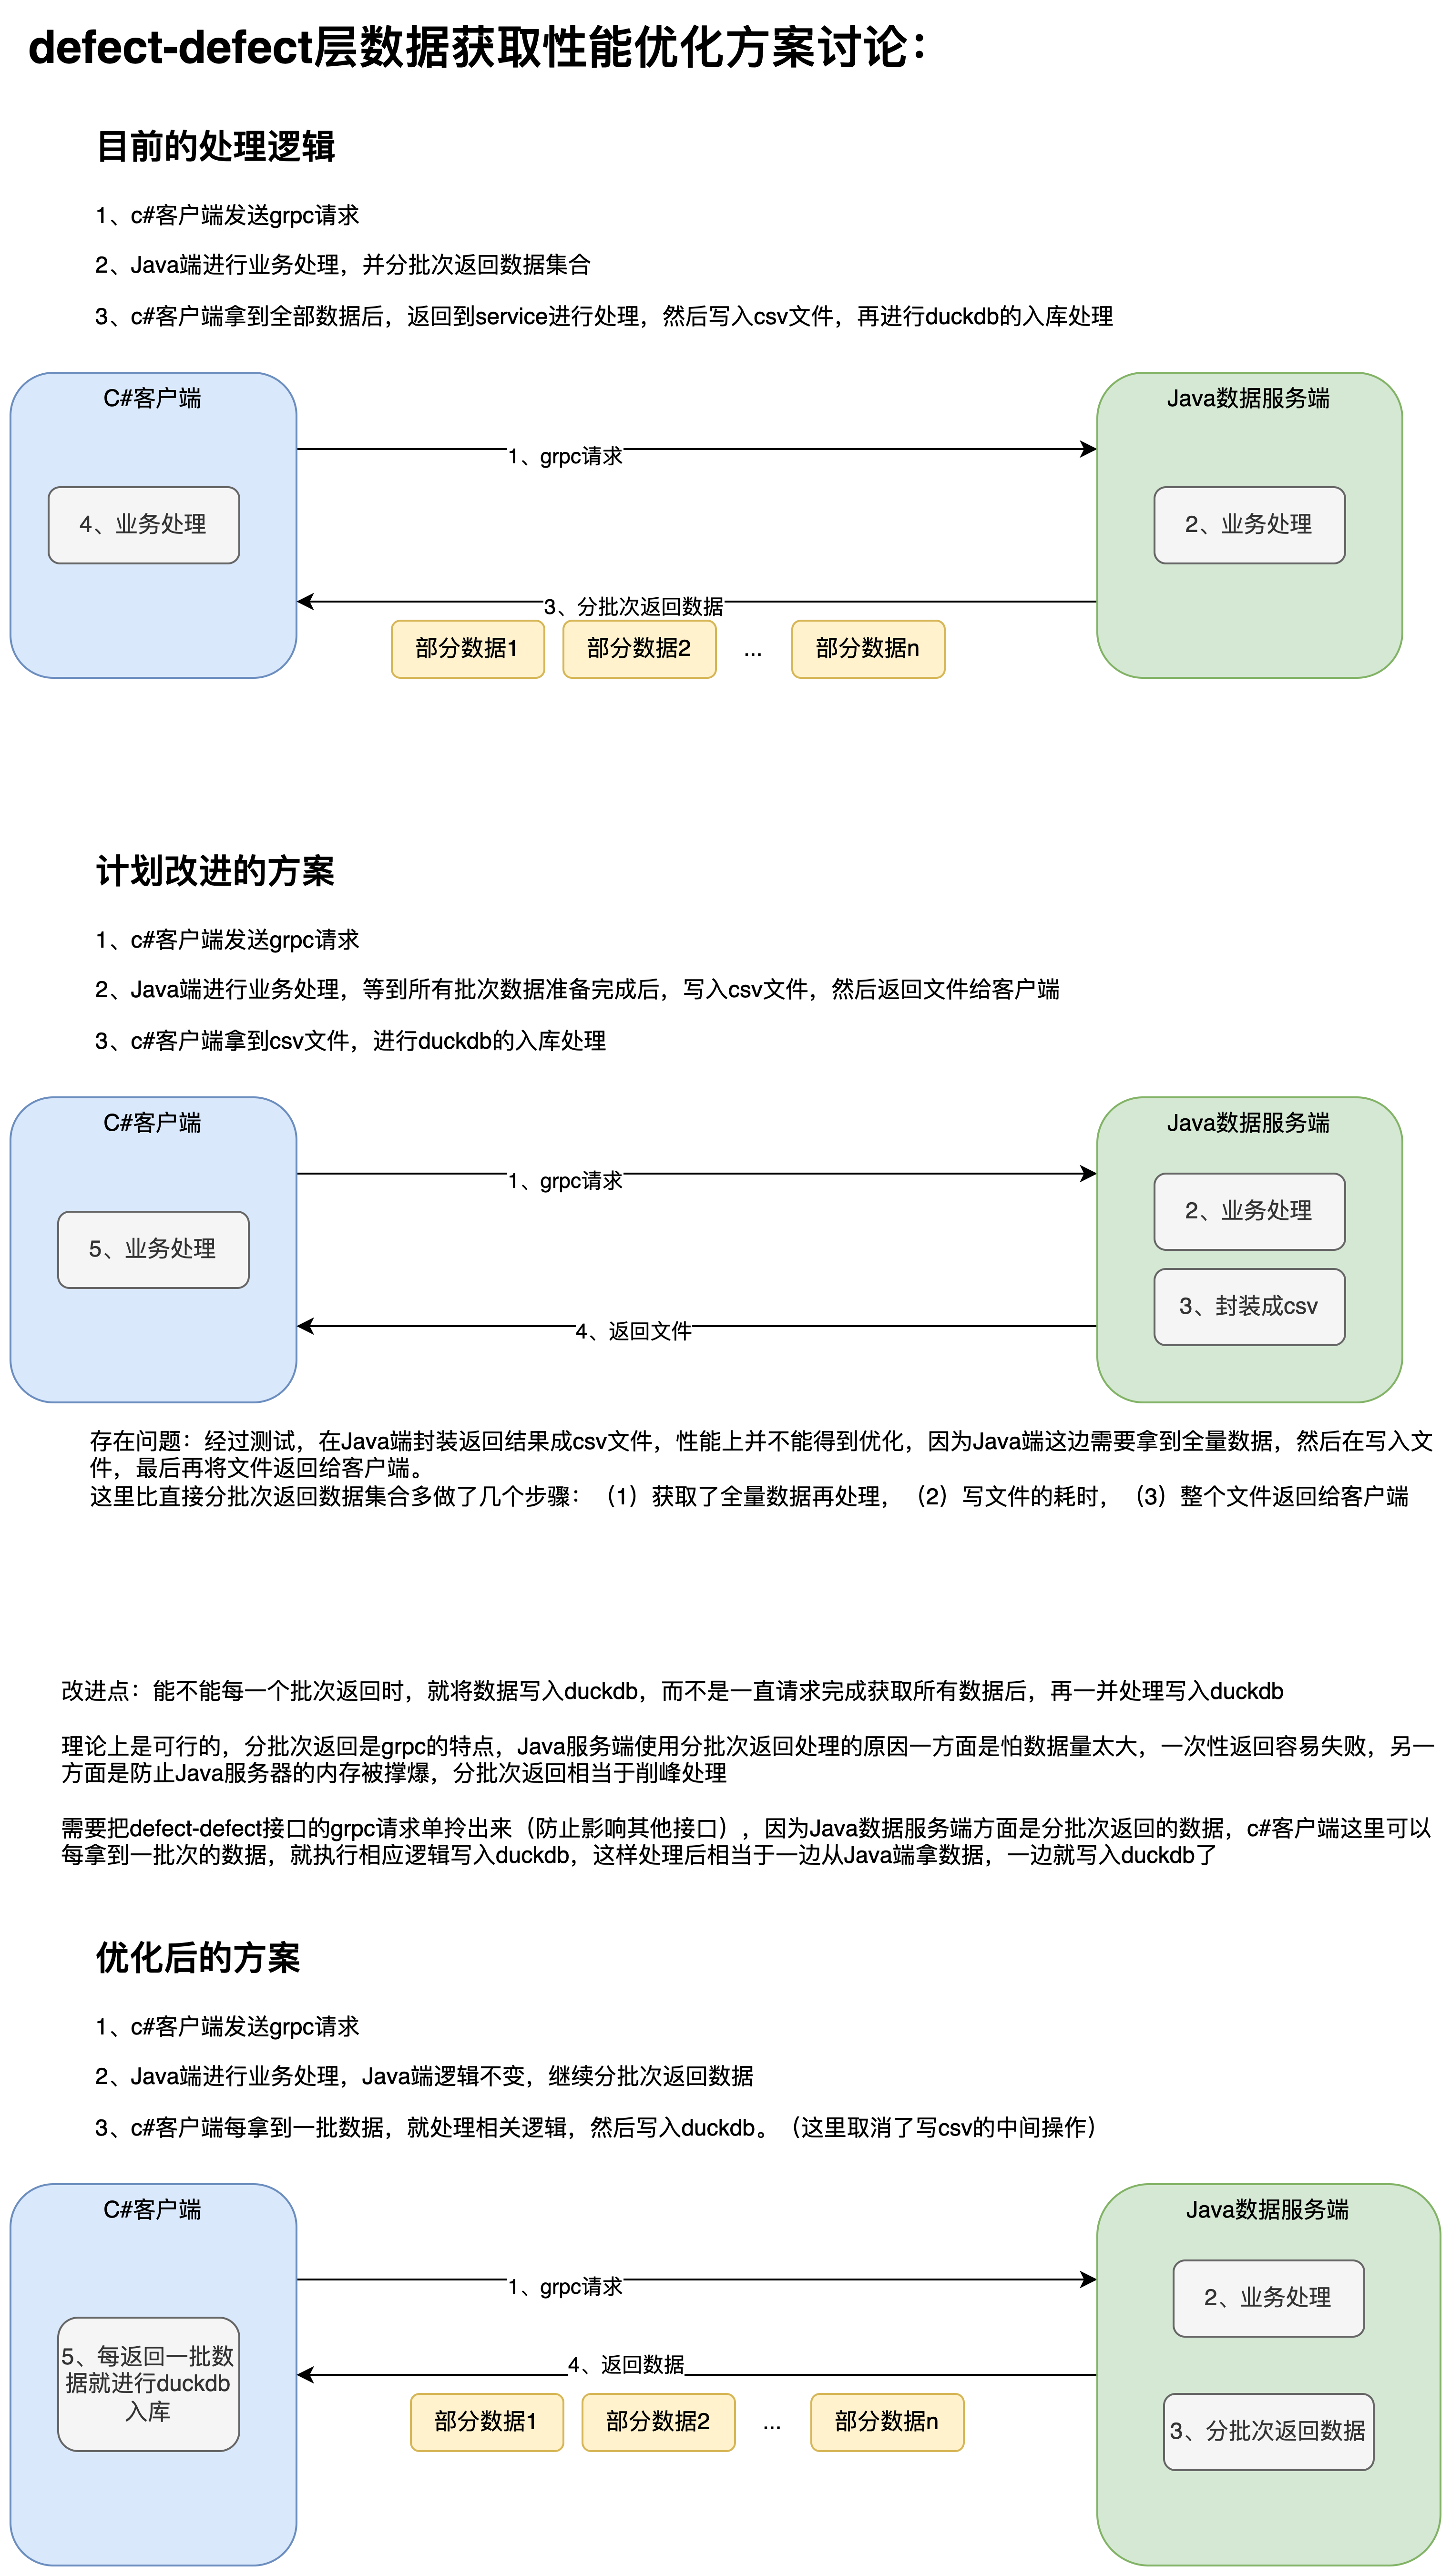 defect-defect层数据获取性能优化方案讨论：
目前的处理逻辑
1、c#客户端发送grpc请求
2、Java端进行业务处理，并分批次返回数据集合
3、c#客户端拿到全部数据后，返回到service进行处理，然后写入csv文件，再进行duckdb的入库处理
C#客户端
Java数据服务端
1、grpc请求
4、业务处理
2、业务处理
3、分批次返回数据
部分数据1
部分数据2
...
部分数据n
计划改进的方案
1、c#客户端发送grpc请求
2、Java端进行业务处理，等到所有批次数据准备完成后，写入csv文件，然后返回文件给客户端
3、c#客户端拿到csv文件，进行duckdb的入库处理
C#客户端
Java数据服务端
1、grpc请求
2、业务处理
5、业务处理
3、封装成csv
4、返回文件
存在问题：经过测试，在Java端封装返回结果成csv文件，性能上并不能得到优化，因为Java端这边需要拿到全量数据，然后在写入文
件，最后再将文件返回给客户端。
这里比直接分批次返回数据集合多做了几个步骤：（1）获取了全量数据再处理，（2）写文件的耗时，（3）整个文件返回给客户端
改进点：能不能每一个批次返回时，就将数据写入duckdb，而不是一直请求完成获取所有数据后，再一并处理写入duckdb
理论上是可行的，分批次返回是grpc的特点，Java服务端使用分批次返回处理的原因一方面是怕数据量太大，一次性返回容易失败，另一
方面是防止Java服务器的内存被撑爆，分批次返回相当于削峰处理
需要把defect-defect接口的grpc请求单拎出来（防止影响其他接口），因为Java数据服务端方面是分批次返回的数据，c#客户端这里可以
每拿到一批次的数据，就执行相应逻辑写入duckdb，这样处理后相当于一边从Java端拿数据，一边就写入duckdb了
优化后的方案
1、c#客户端发送grpc请求
2、Java端进行业务处理，Java端逻辑不变，继续分批次返回数据
3、c#客户端每拿到一批数据，就处理相关逻辑，然后写入duckdb。（这里取消了写csv的中间操作）
C#客户端
Java数据服务端
1、grpc请求
2、业务处理
5、每返回一批数
据就进行duckdb
入库
4、返回数据
部分数据1
部分数据2
...
部分数据n
3、分批次返回数据